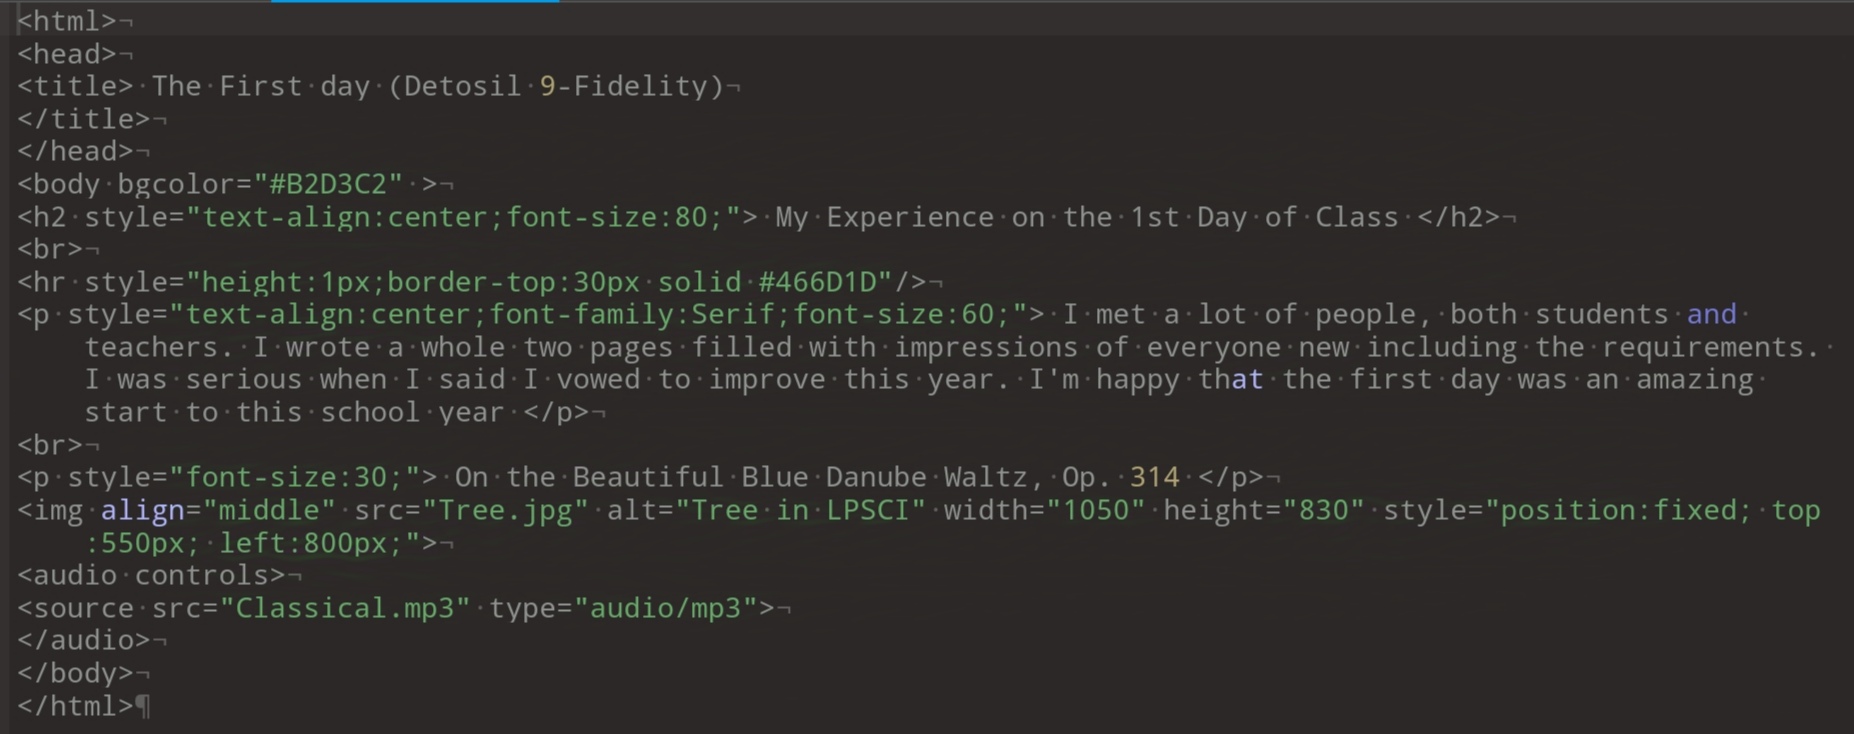 <html>
<head>
<title> The First day (Detosil 9-Fidelity)
</title>
</head>
<body bgcolor="#B2D3C2" >
<h2 style="text-align:center;font-size:80;"> My Experience on the 1st Day of Class </h2>
<br>
<hr style="height:1px;border-top:30px solid #466D1D"/>
<p style="text-align:center;font-family:Serif;font-size:60;"> I met a lot of people, both students and
teachers. I wrote a whole two pages filled with impressions of everyone new including the requirements.
I was serious when I said I vowed to improve this year. I'm happy that the first day was an amazing
start to this school year </p>
<br>
<p style="font-size:30;"> On the Beautiful Blue Danube Waltz, Op. 314 </p>
<img align="middle" src="Tree.jpg" alt="Tree in LPSCI" width="1050" height="830" style="position:fixed; top
:550px; left:800px;">
<audio controls>
<source src="Classical.mp3" type="audio/mp3">
</audio>
</body>
</html>